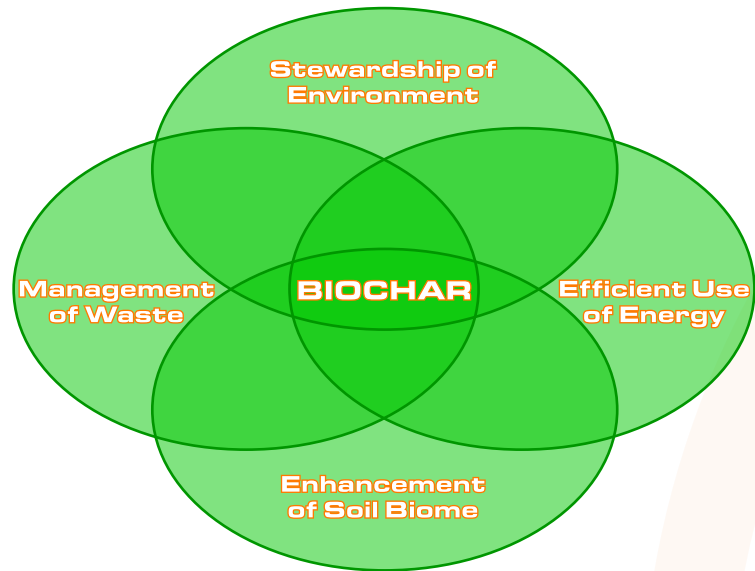 Stewardship of
Environment
Management
of Waste
BIOCHAR
Efficient Use
of Energy
Enhancement
of Soil Biome